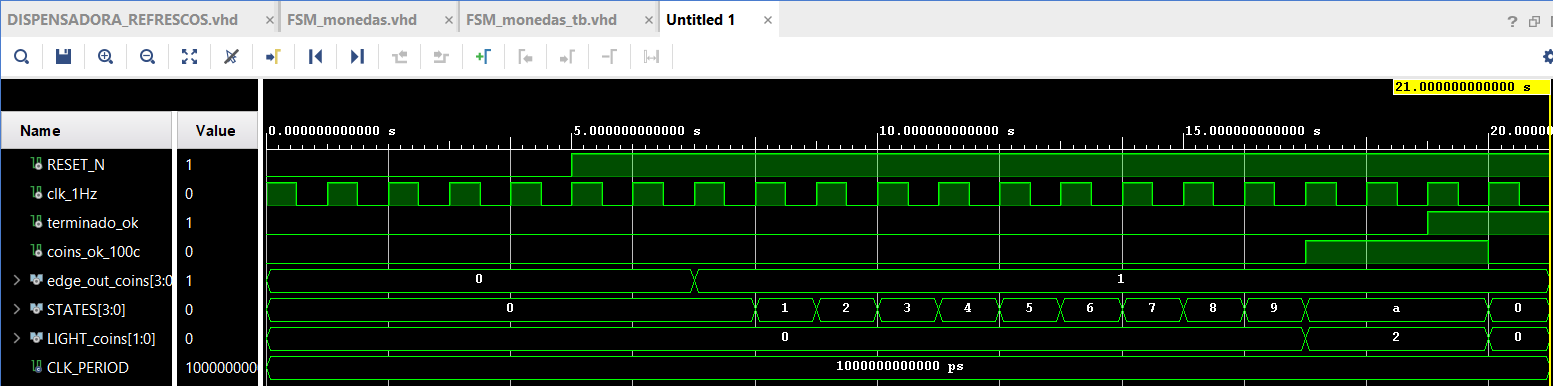 DISPENSADORA_REFRESCOS.vhd × FSM_monedas.vhd × FSM_monedas_tb.vhd × Untitled 1 ×
?
21.000000000000 s
Name Value 0.000000000000 s 5.000000000000 s 10.000000000000 s 15.000000000000 s 20.00000
RESET_N 1
clk_1Hz 0
terminado_ok 1
coins_ok_100c 0
edge_out_coins[3:0 1 0 1
STATES[3:0] 0 0 1 2 3 4 5 6 7 8 9 a 0
LIGHT_coins[1:0] 0 0 2 0
CLK_PERIOD 1000000000 1000000000000 ps